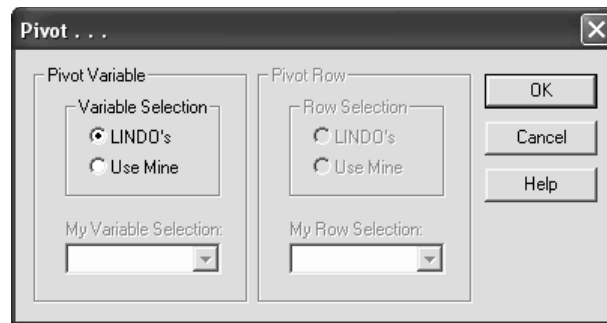 Pivot . . .
Pivot Variable
Variable Selection
LINDO's
Use Mine
My Variable Selection:
Pivot Row
Row Selection
LINDO's
Use Mine
My Row Selection:
OK
Cancel
Help